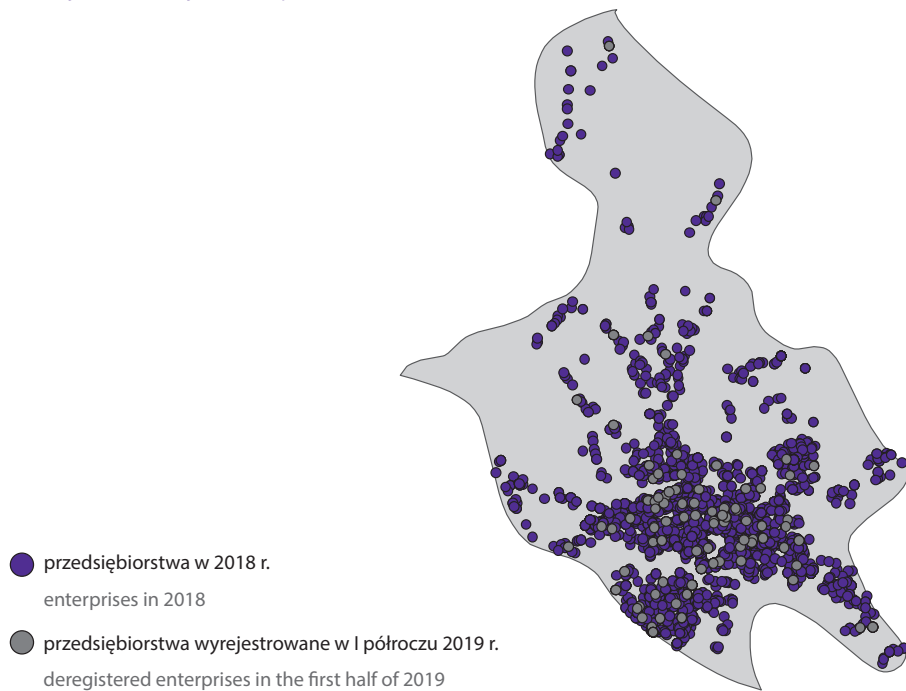 przedsiębiorstwa w 2018 r.
enterprises in 2018
przedsiębiorstwa wyrejestrowane w I półroczu 2019 r.
deregistered enterprises in the first half of 2019